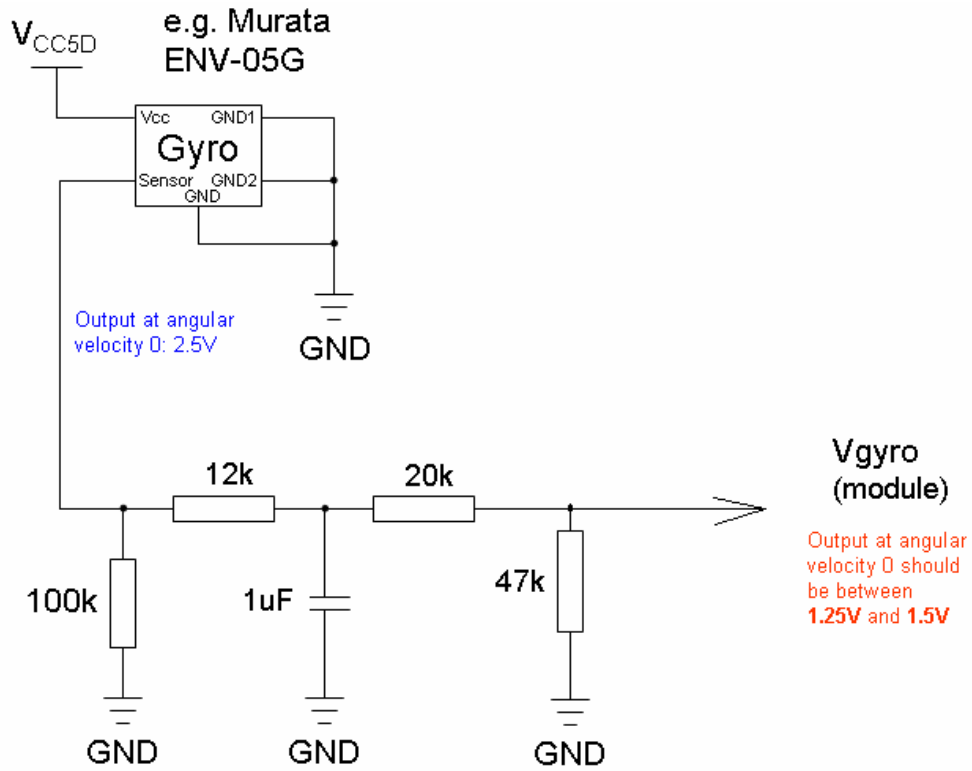 V CC5D
e.g. Murata
ENV-05G
Vcc GND1
Gyro
Sensor GND2
GND
Output at angular
velocity 0: 2.5V
GND
12k
20k
Vgyro
(module)
Output at angular
velocity 0 should
be between
1.25V and 1.5V
100k
1uF
47k
GND
GND
GND